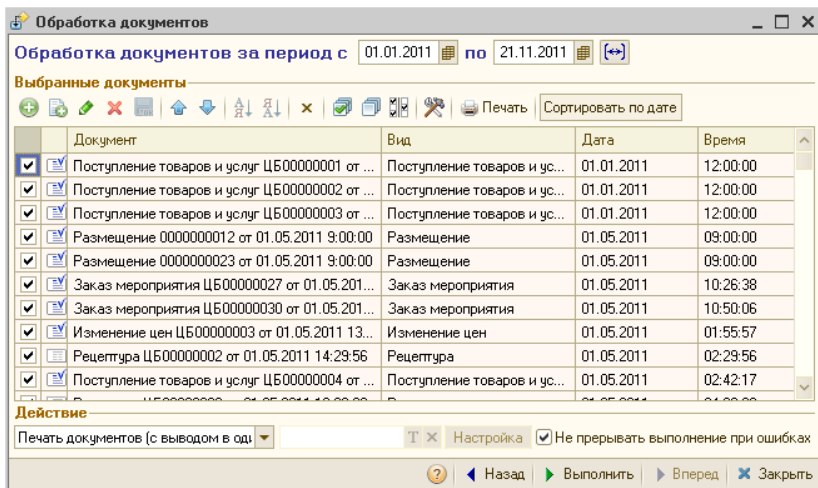 Обработка документов
Обработка документов за период с 01.01.2011 по 21.11.2011
Выбранные документы
Печать Сортировать по дате
Документ Вид Дата Время
Поступление товаров и услуг ЦБ00000001 от ... Поступление товаров и ус... 01.01.2011 12:00:00
Поступление товаров и услуг ЦБ00000002 от ... Поступление товаров и ус... 01.01.2011 12:00:00
Поступление товаров и услуг ЦБ00000003 от ... Поступление товаров и ус... 01.01.2011 12:00:00
Размещение 0000000012 от 01.05.2011 9:00:00 Размещение 01.05.2011 09:00:00
Размещение 0000000023 от 01.05.2011 9:00:00 Размещение 01.05.2011 09:00:00
Заказ мероприятия ЦБ00000027 от 01.05.201... Заказ мероприятия 01.05.2011 10:26:38
Заказ мероприятия ЦБ00000030 от 01.05.201... Заказ мероприятия 01.05.2011 10:50:06
Изменение цен ЦБ00000003 от 01.05.2011 13... Изменение цен 01.05.2011 01:55:57
Рецептура ЦБ00000002 от 01.05.2011 14:29:56 Рецептура 01.05.2011 02:29:56
Поступление товаров и услуг ЦБ00000004 от ... Поступление товаров и ус... 01.05.2011 02:42:17
Действие
Печать документов (с выводом в оди T Настройка Не прерывать выполнение при ошибках
Назад Выполнить Вперед Закрыть